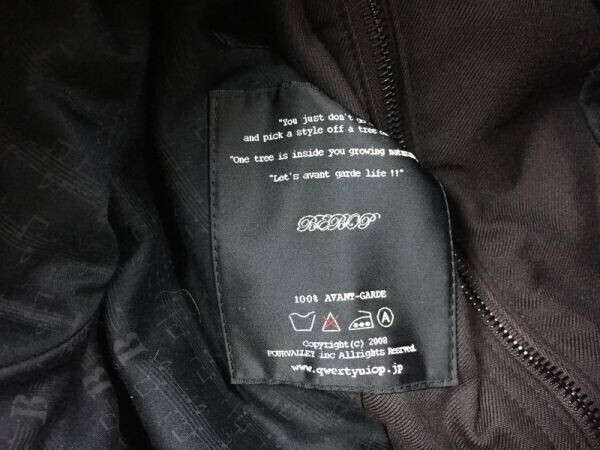 "You just don't
and pick a style off a tree
"One tree is inside you growing natur
"Let's avant garde life !!"
BEBOP
100% AVANT-GARDE
A
Copyright(C) 2008
FOURVALLEY inc Allrights Reserved.
www.qwertyuiop.jp
B
B
B